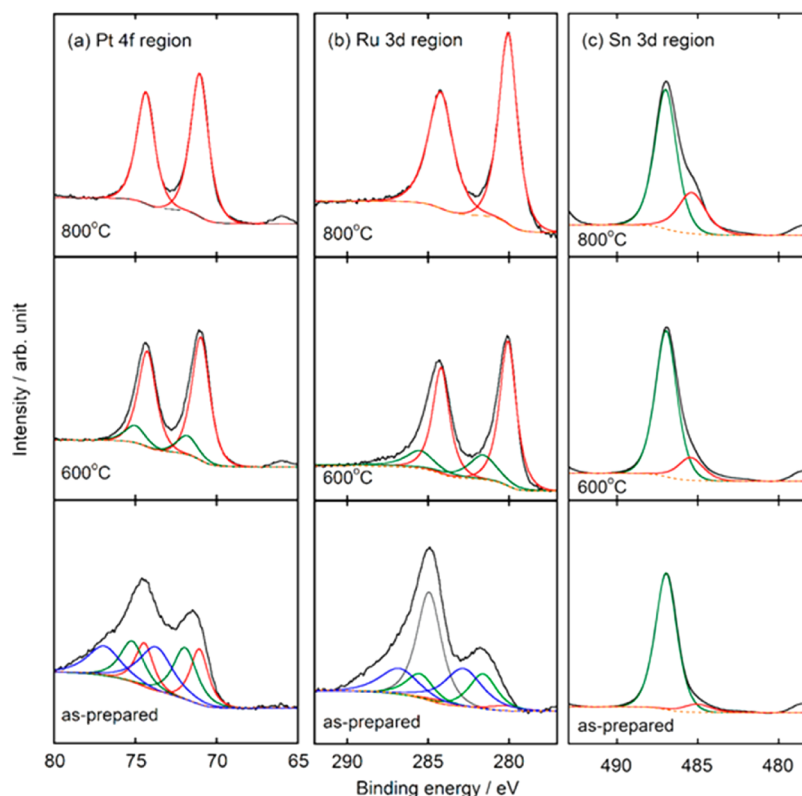 (a) Pt 4f region
(b) Ru 3d region
(c) Sn 3d region
800°C
800°C
800°C
600°C
600°C
600°C
as-prepared
as-prepared
as-prepared
Intensity / arb. unit
80 75 70 65
290 285 280
490 485 480
Binding energy / eV